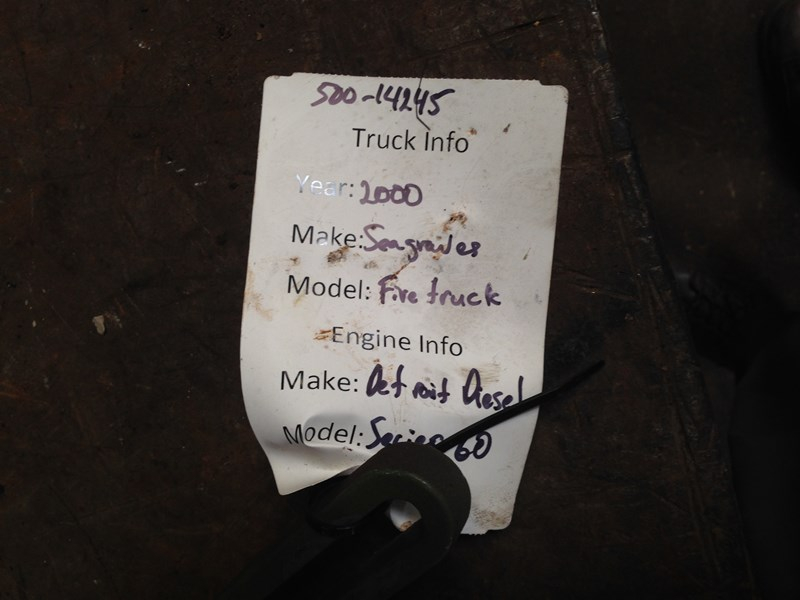 500-14245
Truck Info
Year: 2000
Make: Seagraves
Model: Fire truck
Engine Info
Make: Detroit Diesel
Model: Series 60